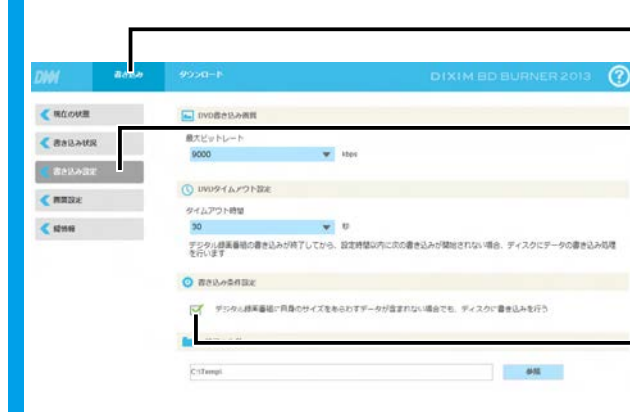 書き込み
ダウンロード
DIXIM BD BURNER 2013
?
現在の状態
DVD書き込み画質
書き込み状況
最大ビットレート
9000
kbps
書き込み設定
DVDタイムアウト設定
画質設定
タイムアウト時間
30
秒
デジタル録画番組の書き込みが終了してから、設定時間以内に次の書き込みが開始されない場合、ディスクにデータの書き込み処理
を行います
書き込み条件設定
デジタル録画番組に自身のサイズをあらわすデータが含まれない場合でも、ディスクに書き込みを行う
C:\Temp\
参照